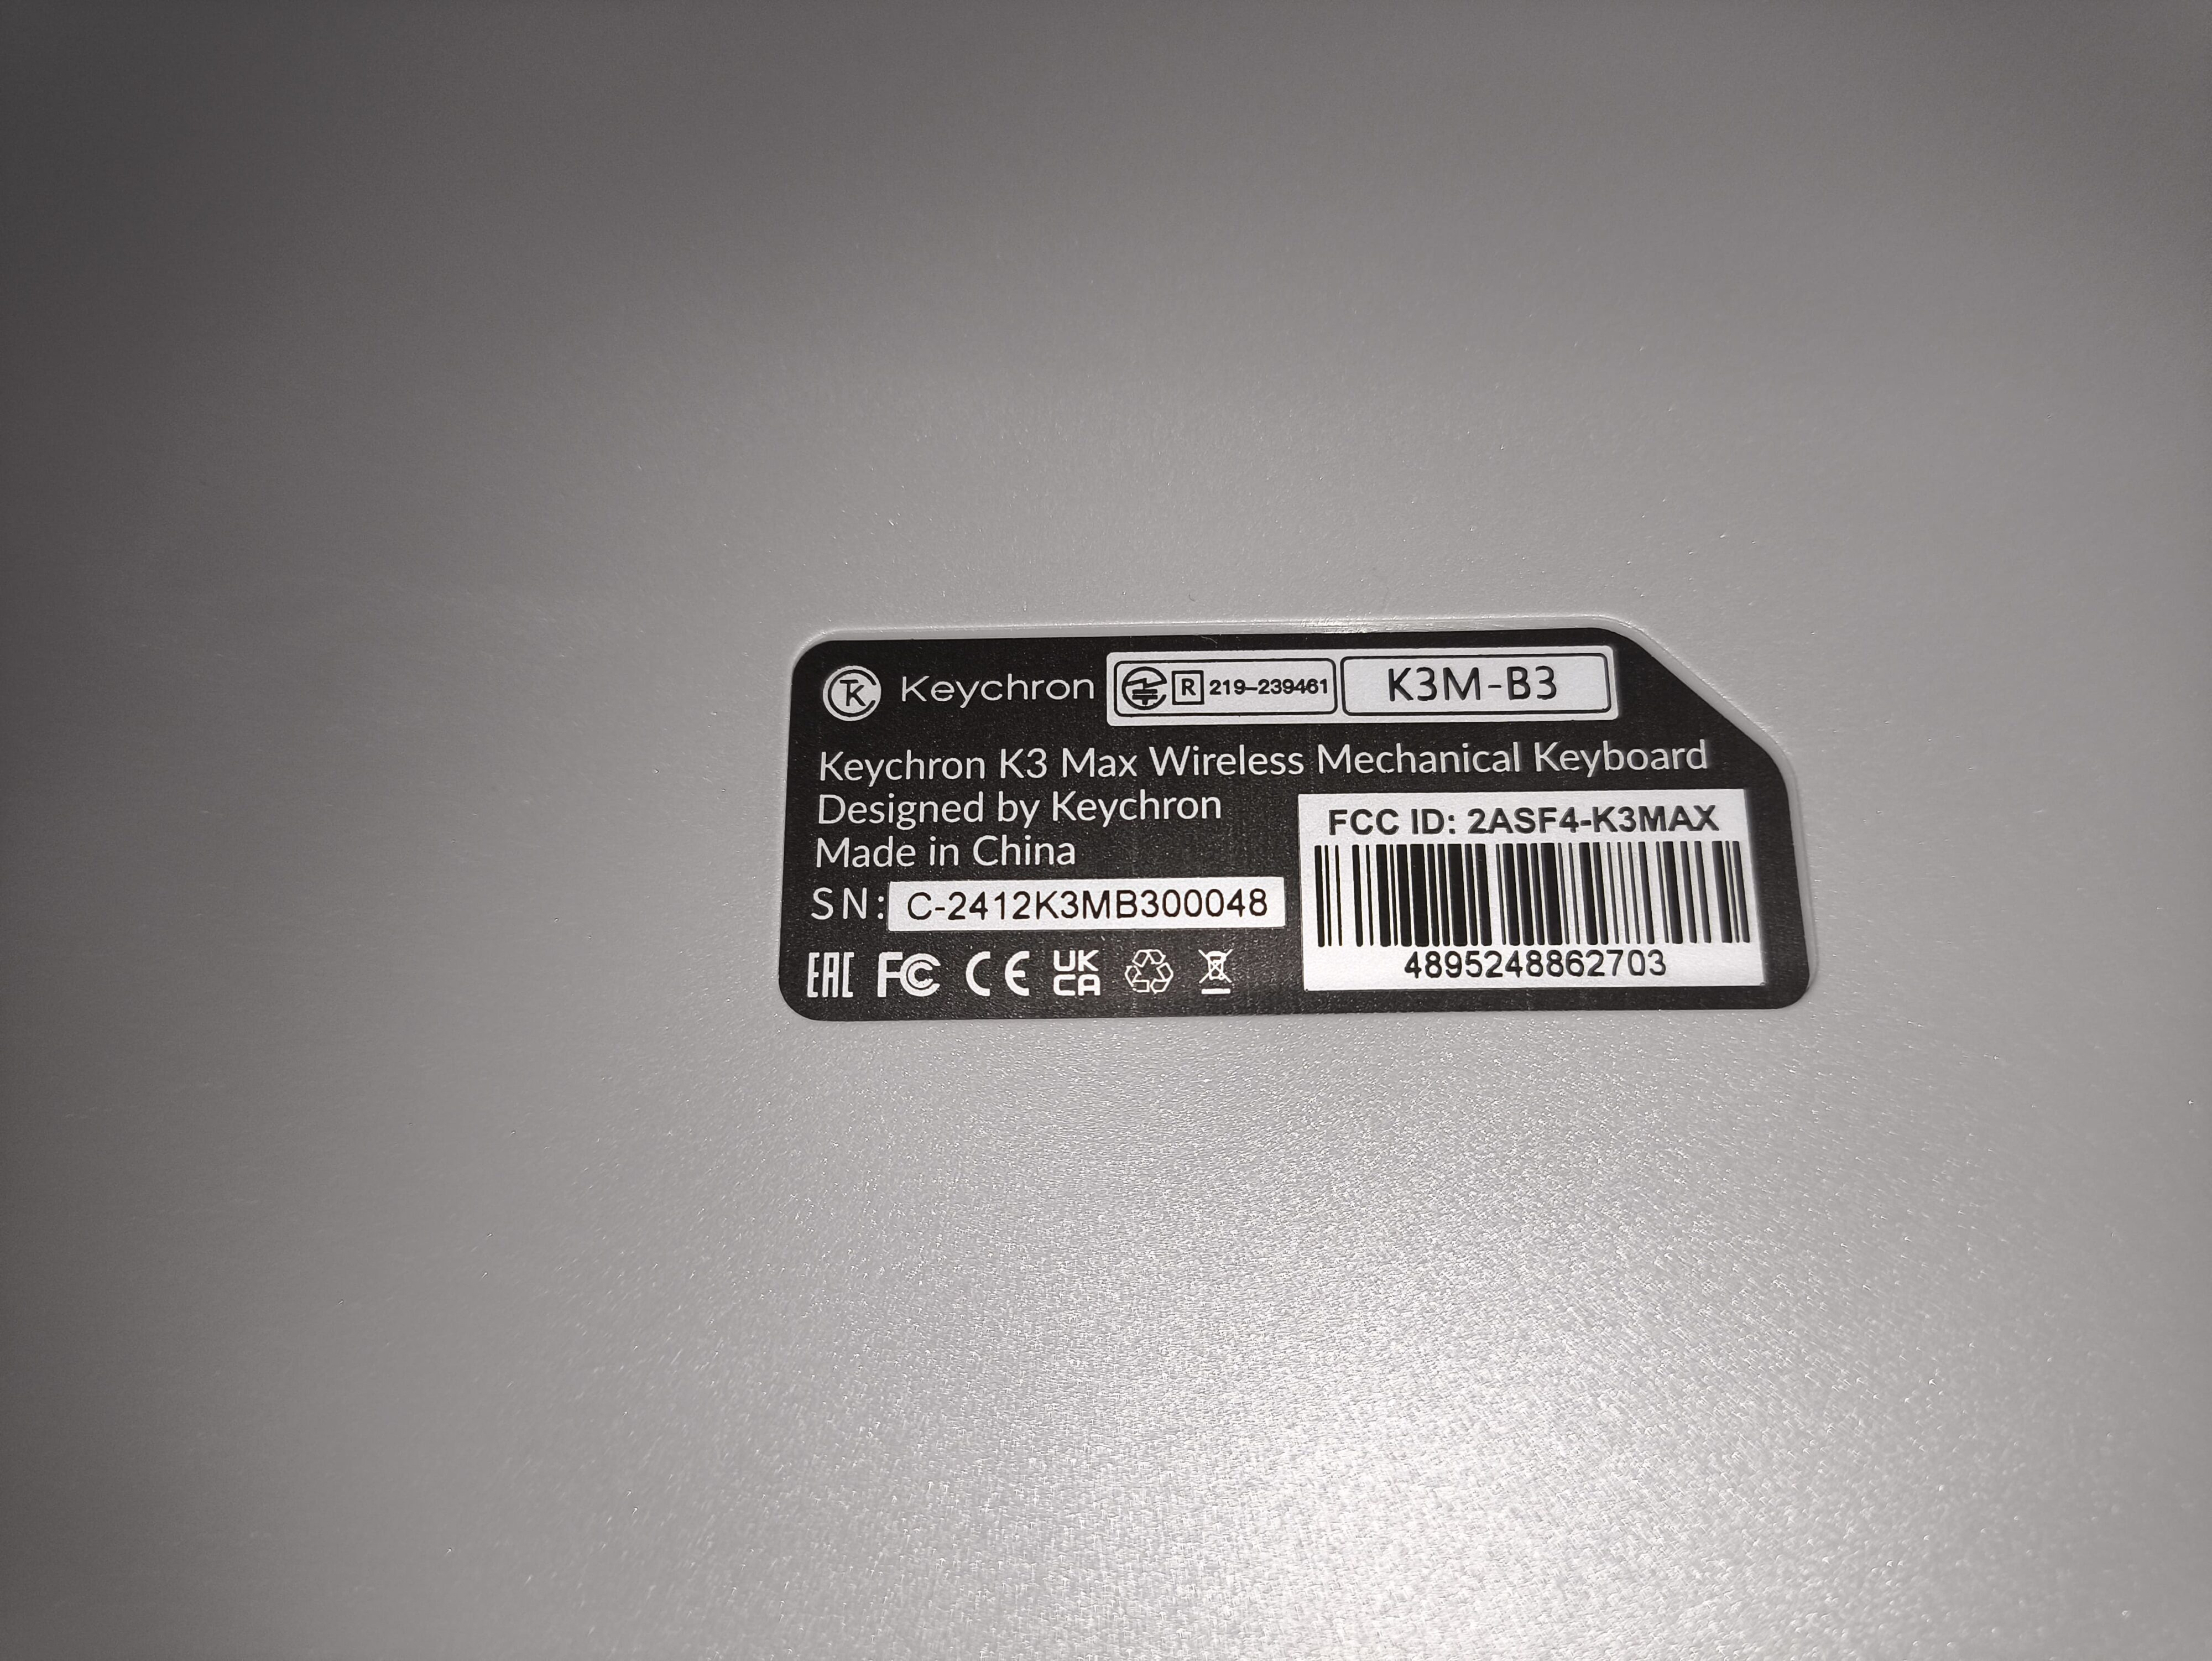 Keychron R 219-239461 K3M-B3
Keychron K3 Max Wireless Mechanical Keyboard
Designed by Keychron
Made in China
SN: C-2412K3MB300048
EAC FC CE UK CA
FCC ID: 2ASF4-K3MAX
4895248862703